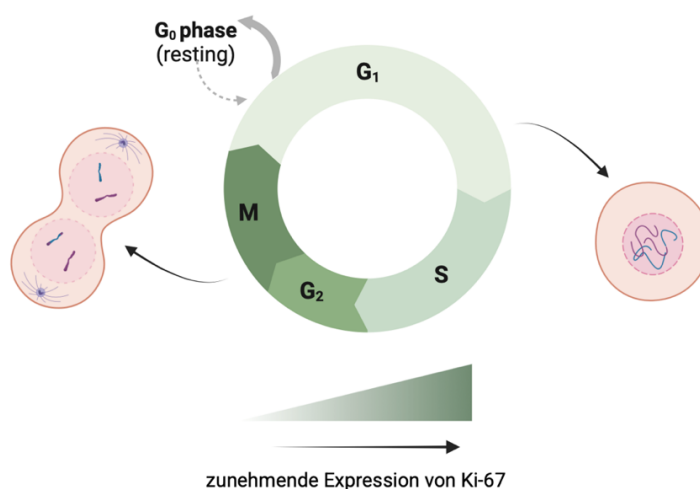 G₀ phase
(resting)
G₁
M
S
G₂
zunehmende Expression von Ki-67